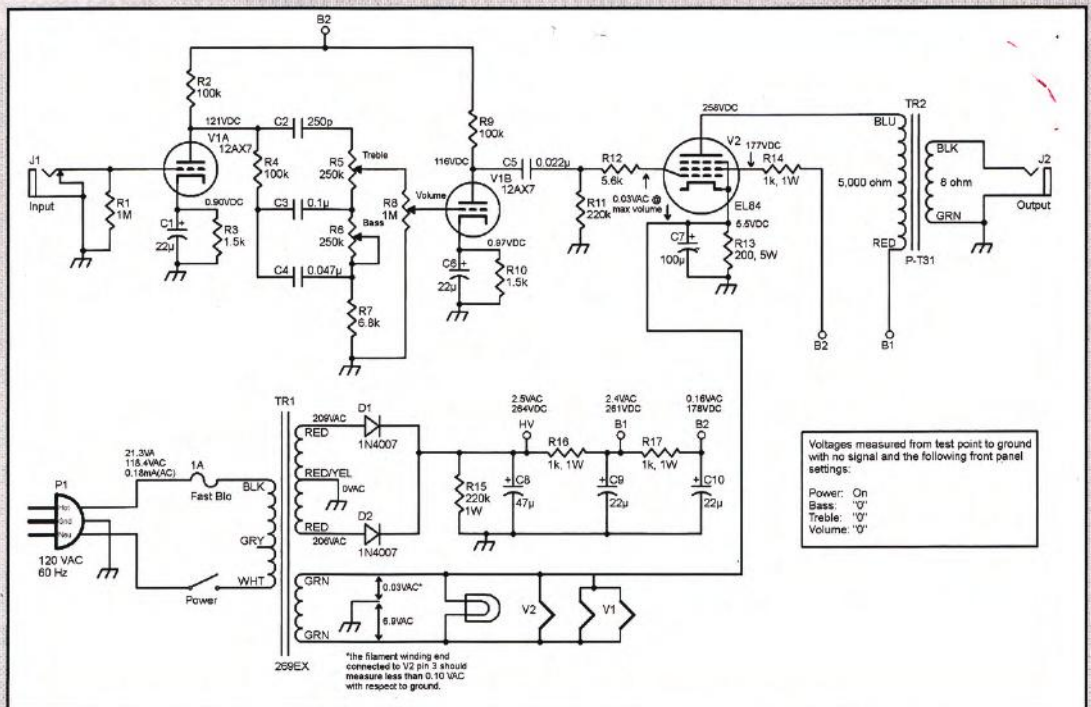 B2
R2
100k
121VDC
V1A
12AX7
J1
Input
R1
1M
0.90VDC
C1
+
22µ
R3
1.5k
C2
250p
R4
100k
R5
250k
Treble
C3
0.1µ
R6
250k
Bass
C4
0.047µ
R7
6.8k
Volume
R8
1M
R9
100k
116VDC
V1B
12AX7
0.97VDC
C6
+
22µ
R10
1.5k
C5
0.022µ
R11
220k
R12
5.6k
0.03VAC @
max volume
258VDC
V2
EL84
177VDC
R14
1k, 1W
5.5VDC
C7
+
100µ
R13
200, 5W
TR2
BLU
5,000 ohm
RED
P-T31
BLK
8 ohm
GRN
J2
Output
B2
B1
TR1
21.3VA
118.4VAC
0.18mA(AC)
1A
Fast Blo
P1
Hot
Gnd
Neu
120 VAC
60 Hz
Power
BLK
GRY
WHT
269EX
209VAC
RED
RED/YEL
0VAC
RED
206VAC
D1
1N4007
D2
1N4007
R15
220k
1W
2.5VAC
264VDC
HV
+
C8
47µ
R16
1k, 1W
2.4VAC
261VDC
B1
+
C9
22µ
R17
1k, 1W
0.16VAC
178VDC
B2
+
C10
22µ
GRN
0.03VAC*
6.9VAC
GRN
V2
V1
*the filament winding end
connected to V2 pin 3 should
measure less than 0.10 VAC
with respect to ground.
Voltages measured from test point to ground
with no signal and the following front panel
settings:
Power: On
Bass: "0"
Treble: "0"
Volume: "0"